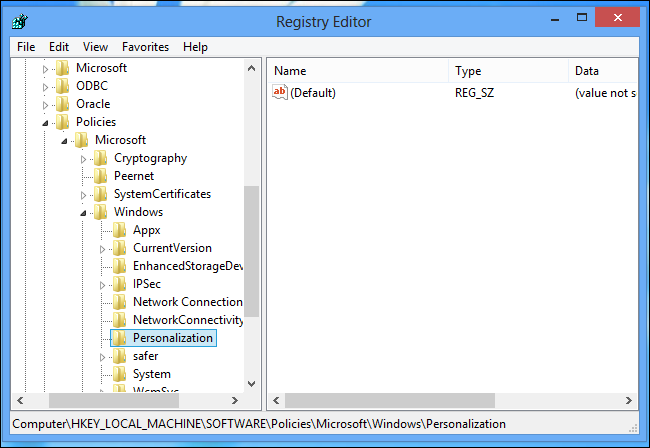 Registry Editor
File Edit View Favorites Help
Microsoft
ODBC
Oracle
Policies
Microsoft
Cryptography
Peernet
SystemCertificates
Windows
Appx
CurrentVersion
EnhancedStorageDev
IPSec
Network Connection
NetworkConnectivity
Personalization
safer
System
WcmSvc
Name Type Data
ab (Default) REG_SZ (value not s
Computer\HKEY_LOCAL_MACHINE\SOFTWARE\Policies\Microsoft\Windows\Personalization